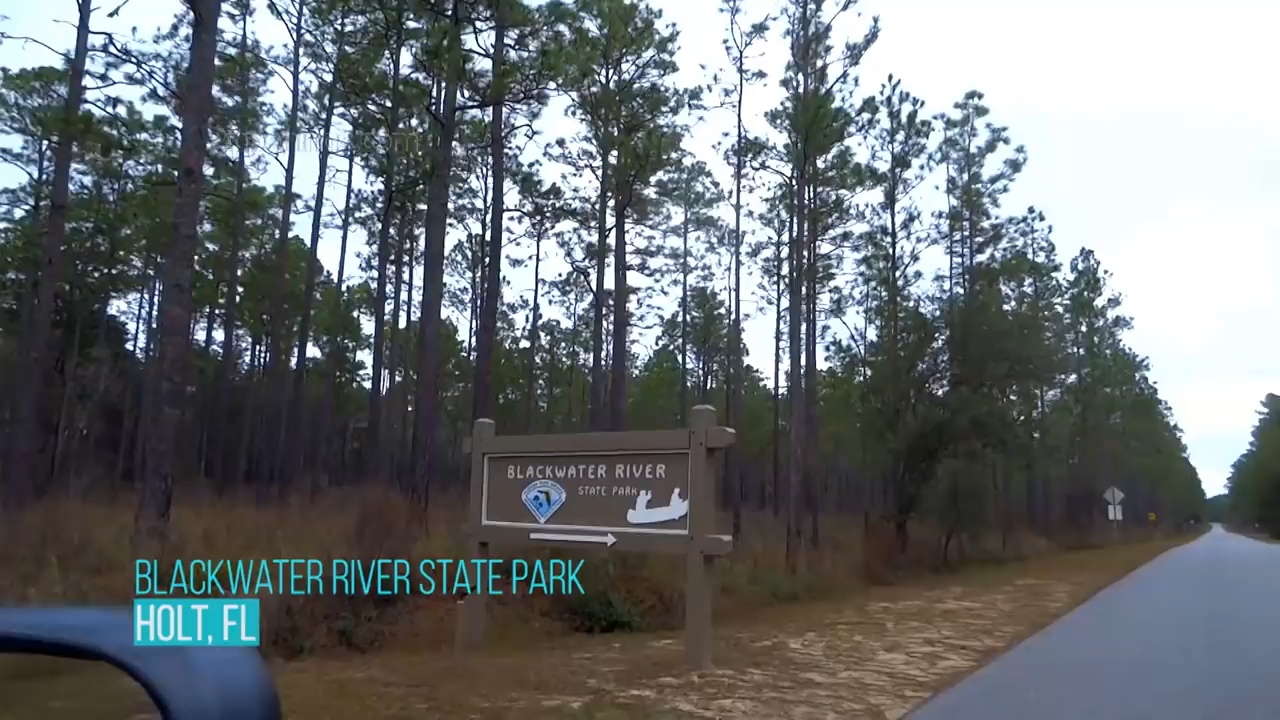 BLACKWATER RIVER
STATE PARK
BLACKWATER RIVER STATE PARK
HOLT, FL